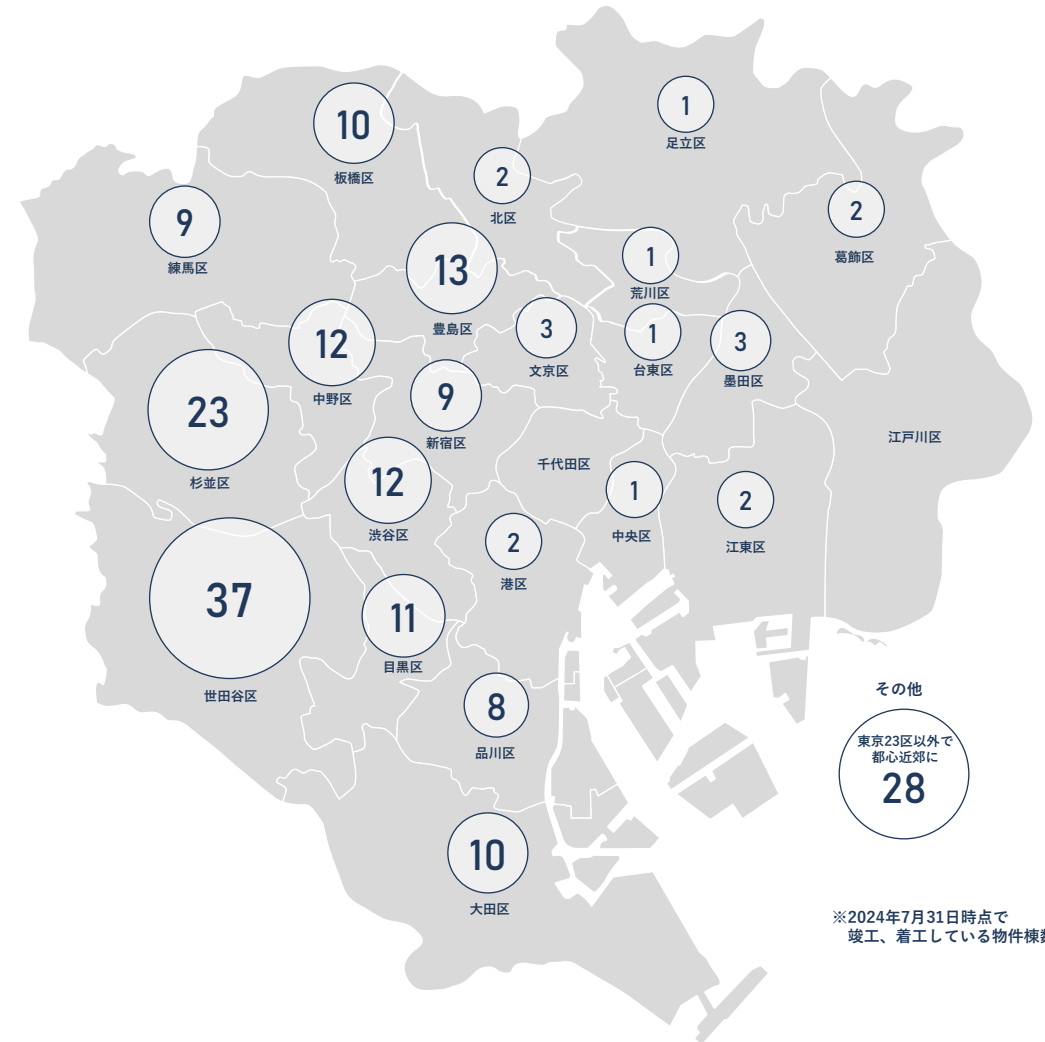 1
足立区
10
板橋区
2
北区
9
練馬区
2
葛飾区
13
豊島区
1
荒川区
12
中野区
3
文京区
1
台東区
3
墨田区
23
杉並区
9
新宿区
江戸川区
千代田区
12
渋谷区
1
中央区
2
江東区
2
港区
37
世田谷区
11
目黒区
8
品川区
その他
東京23区以外で
都心近郊に
28
10
大田区
※2024年7月31日時点で
竣工、着工している物件棟